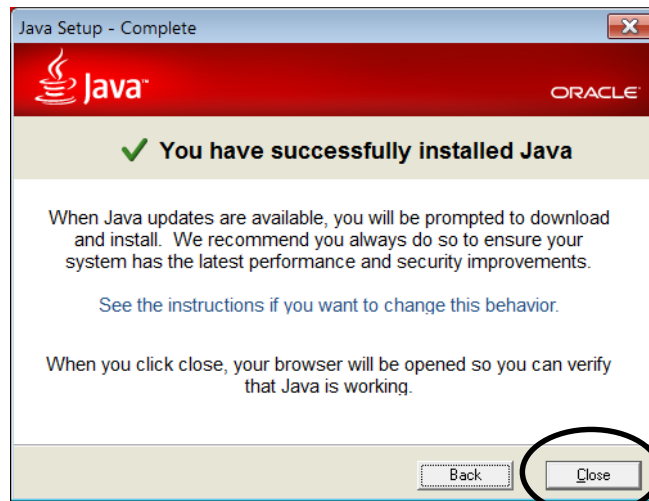 Java Setup - Complete
Java™
ORACLE
You have successfully installed Java
When Java updates are available, you will be prompted to download
and install. We recommend you always do so to ensure your
system has the latest performance and security improvements.
See the instructions if you want to change this behavior.
When you click close, your browser will be opened so you can verify
that Java is working.
Back
Close